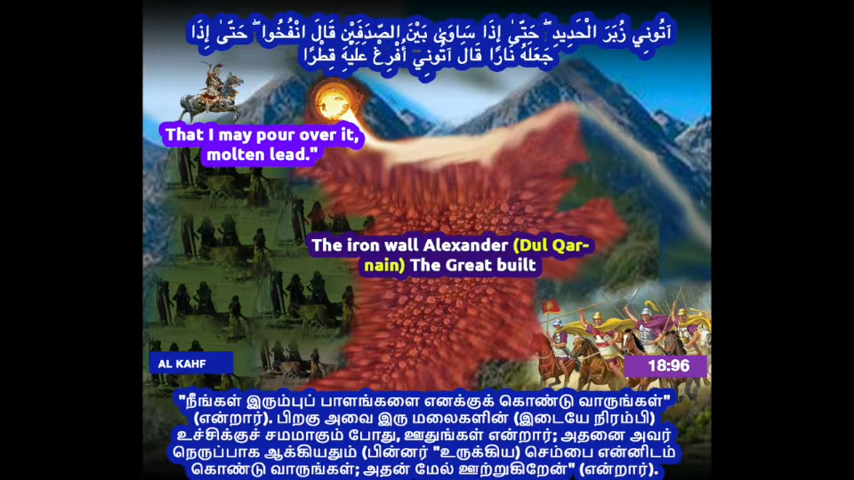 آتُونِي زُبَرَ الْحَدِيدِ ۖ حَتَّىٰ إِذَا سَاوَىٰ بَيْنَ الصَّدَفَيْنِ قَالَ انْفُخُوا ۖ حَتَّىٰ إِذَا
جَعَلَهُ نَارًا قَالَ آتُونِي أُفْرِغْ عَلَيْهِ قِطْرًا
That I may pour over it,
molten lead."
The iron wall Alexander (Dul Qar-
nain) The Great built
AL KAHF
18:96
"நீங்கள் இரும்புப் பாளங்களை எனக்குக் கொண்டு வாருங்கள்"
(என்றார்). பிறகு அவை இரு மலைகளின் (இடையே நிரம்பி)
உச்சிக்குச் சமமாகும் போது, ஊதுங்கள் என்றார்; அதனை அவர்
நெருப்பாக ஆக்கியதும் (பின்னர் "உருக்கிய) செம்பை என்னிடம்
கொண்டு வாருங்கள்; அதன் மேல் ஊற்றுகிறேன்" (என்றார்).